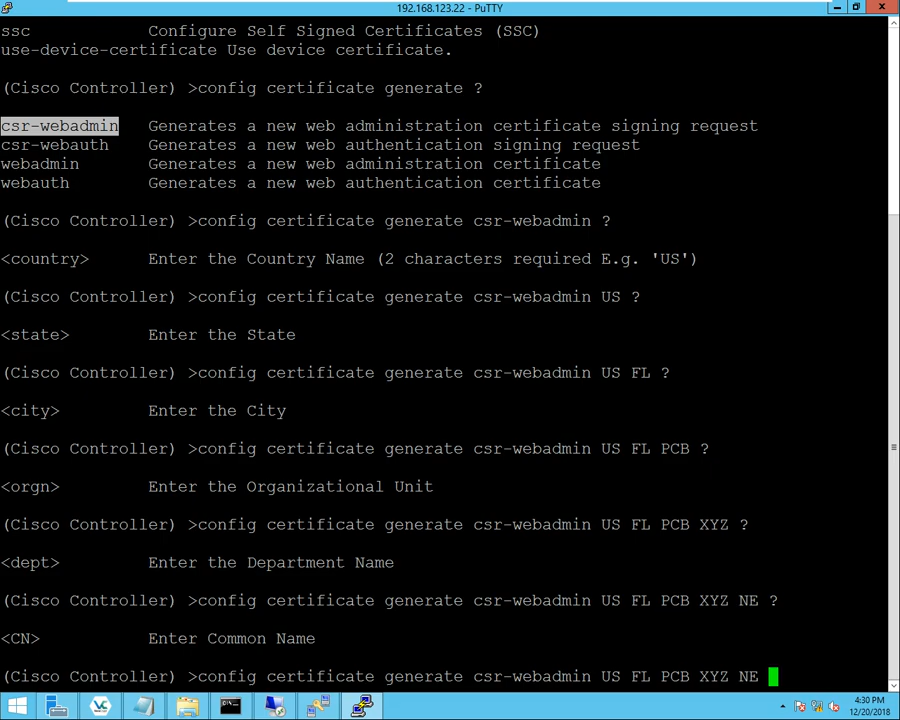 192.168.123.22 - PuTTY
ssc Configure Self Signed Certificates (SSC)
use-device-certificate Use device certificate.
(Cisco Controller) >config certificate generate ?
csr-webadmin Generates a new web administration certificate signing request
csr-webauth Generates a new web authentication signing request
webadmin Generates a new web administration certificate
webauth Generates a new web authentication certificate
(Cisco Controller) >config certificate generate csr-webadmin ?
<country> Enter the Country Name (2 characters required E.g. 'US')
(Cisco Controller) >config certificate generate csr-webadmin US ?
<state> Enter the State
(Cisco Controller) >config certificate generate csr-webadmin US FL ?
<city> Enter the City
(Cisco Controller) >config certificate generate csr-webadmin US FL PCB ?
<orgn> Enter the Organizational Unit
(Cisco Controller) >config certificate generate csr-webadmin US FL PCB XYZ ?
<dept> Enter the Department Name
(Cisco Controller) >config certificate generate csr-webadmin US FL PCB XYZ NE ?
<CN> Enter Common Name
(Cisco Controller) >config certificate generate csr-webadmin US FL PCB XYZ NE
4:30 PM
12/20/2018